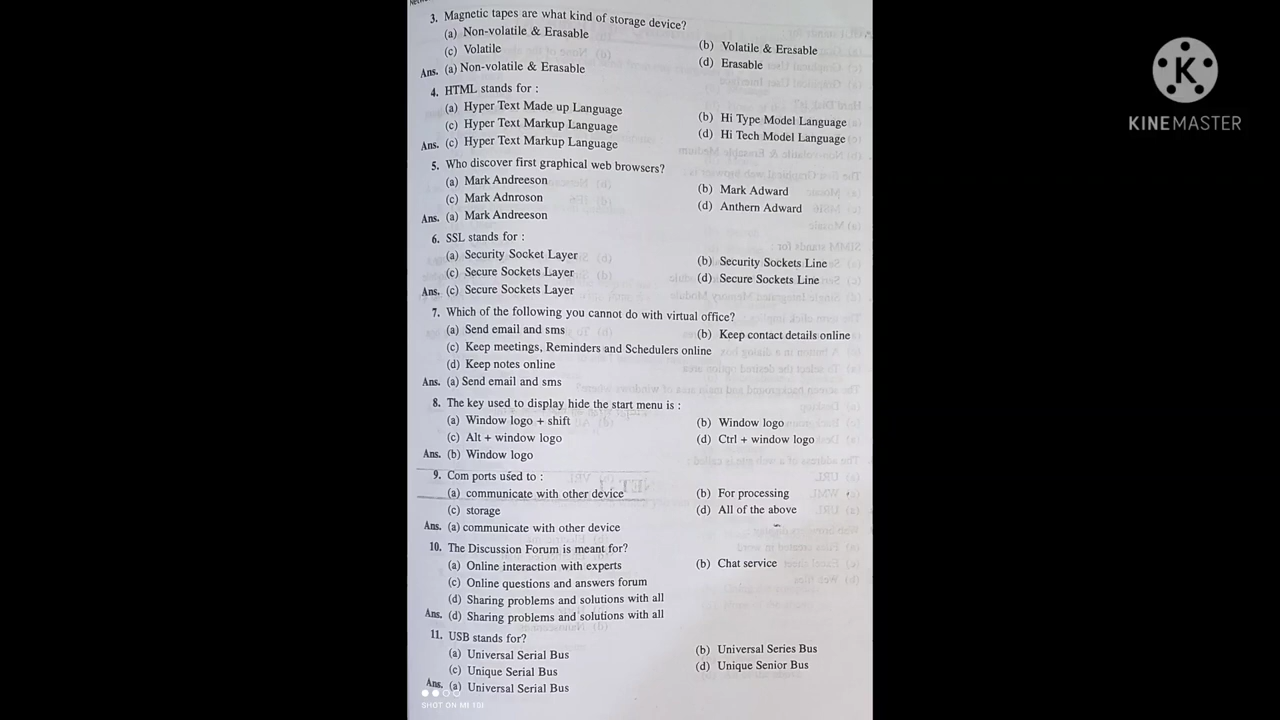 3. Magnetic tapes are what kind of storage device?
(a) Non-volatile & Erasable
(b) Volatile & Erasable
(c) Volatile
(d) Erasable
Ans. (a) Non-volatile & Erasable
4. HTML stands for :
(a) Hyper Text Made up Language
(b) Hi Type Model Language
(c) Hyper Text Markup Language
(d) Hi Tech Model Language
Ans. (c) Hyper Text Markup Language
5. Who discover first graphical web browsers?
(a) Mark Andreeson
(b) Mark Adward
(c) Mark Adnroson
(d) Anthern Adward
Ans. (a) Mark Andreeson
6. SSL stands for :
(a) Security Socket Layer
(b) Security Sockets Line
(c) Secure Sockets Layer
(d) Secure Sockets Line
Ans. (c) Secure Sockets Layer
7. Which of the following you cannot do with virtual office?
(a) Send email and sms
(b) Keep contact details online
(c) Keep meetings, Reminders and Schedulers online
(d) Keep notes online
Ans. (a) Send email and sms
8. The key used to display hide the start menu is :
(a) Window logo + shift
(b) Window logo
(c) Alt + window logo
(d) Ctrl + window logo
Ans. (b) Window logo
9. Com ports used to :
(a) communicate with other device
(b) For processing
(c) storage
(d) All of the above
Ans. (a) communicate with other device
10. The Discussion Forum is meant for?
(a) Online interaction with experts
(b) Chat service
(c) Online questions and answers forum
(d) Sharing problems and solutions with all
Ans. (d) Sharing problems and solutions with all
11. USB stands for?
(a) Universal Serial Bus
(b) Universal Series Bus
(c) Unique Serial Bus
(d) Unique Senior Bus
Ans. (a) Universal Serial Bus
SHOT ON MI 10I
K
KINEMASTER